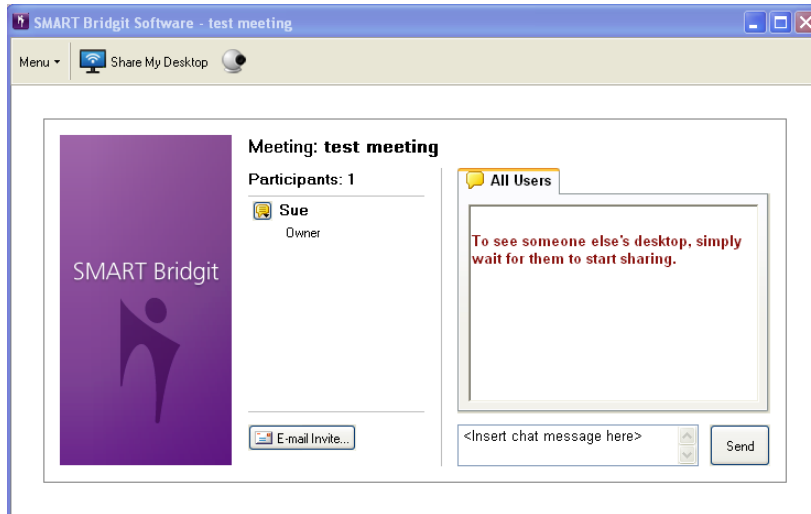 SMART Bridgit Software - test meeting
Menu
Share My Desktop
Meeting: test meeting
Participants: 1
Sue
Owner
SMART Bridgit
E-mail Invite...
All Users
To see someone else's desktop, simply
wait for them to start sharing.
<Insert chat message here>
Send